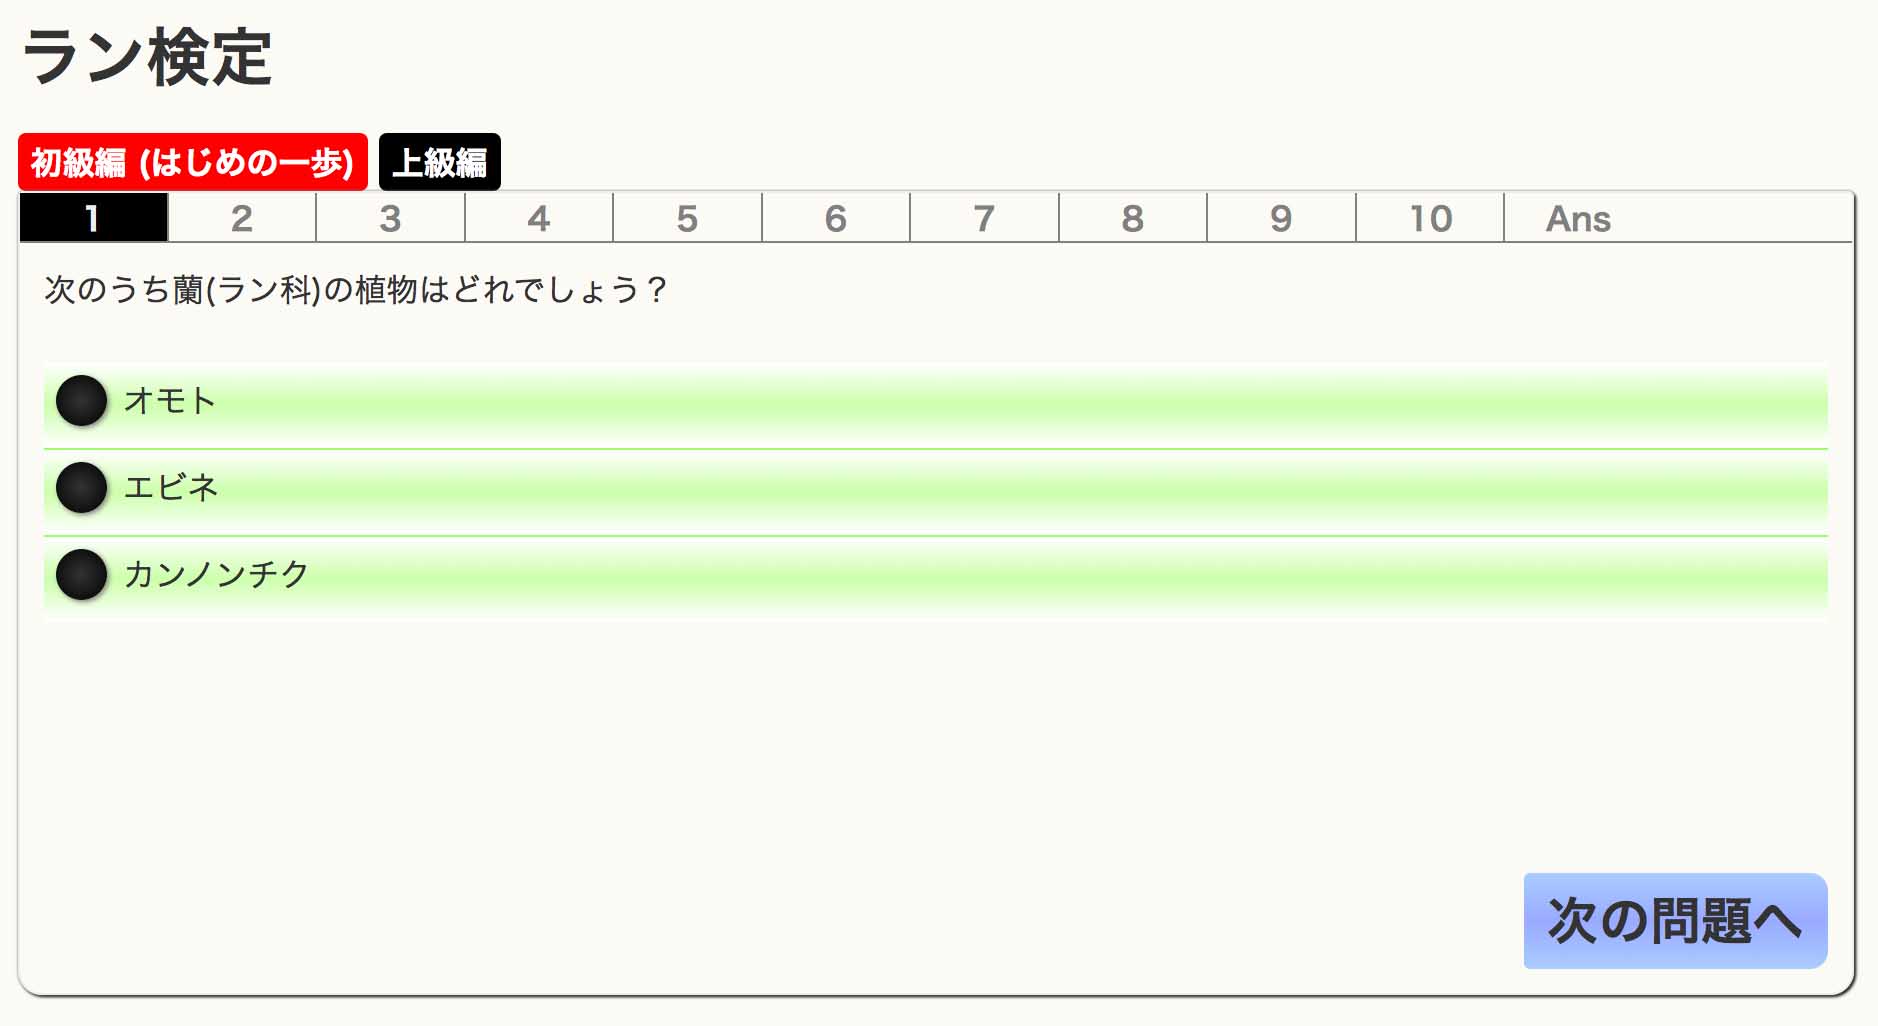 ラン検定
初級編 (はじめの一歩) 上級編
1 2 3 4 5 6 7 8 9 10 Ans
次のうち蘭(ラン科)の植物はどれでしょう？
オモト
エビネ
カンノンチク
次の問題へ